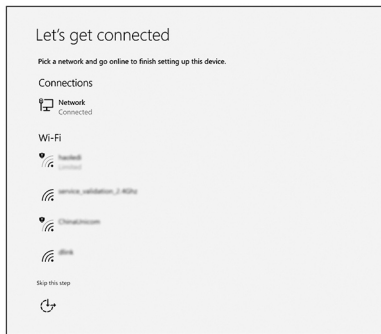 Let's get connected
Pick a network and go online to finish setting up this device.
Connections
Network
Connected
Wi-Fi
Limited
service_validation_2.4Ghz
ChinaUnicom
dlink
Skip this step